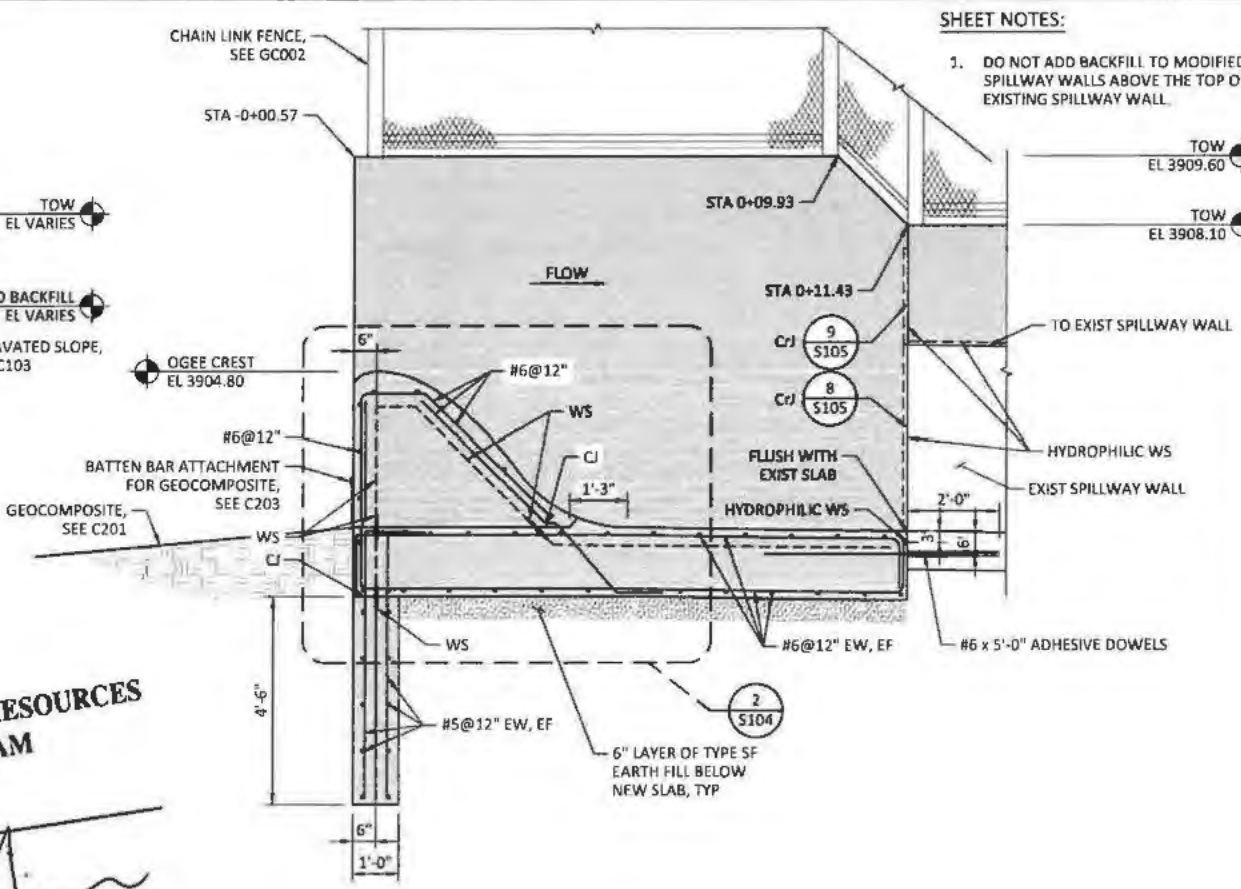 SHEET NOTES:
1. DO NOT ADD BACKFILL TO MODIFIED
SPILLWAY WALLS ABOVE THE TOP O
EXISTING SPILLWAY WALL.
CHAIN LINK FENCE,
SEE GC002
STA -0+00.57
TOW
EL 3909.60
STA 0+09.93
TOW
EL VARIES
TOW
EL 3908.10
FLOW
STA 0+11.43
D BACKFILL
EL VARIES
AVATED SLOPE,
C103
CrJ 9
S105
TO EXIST SPILLWAY WALL
6"
OGEE CREST
EL 3904.80
#6@12"
CrJ 8
S105
WS
#6@12"
CJ
HYDROPHILIC WS
BATTEN BAR ATTACHMENT
FOR GEOCOMPOSITE,
SEE C203
FLUSH WITH
EXIST SLAB
1'-3"
EXIST SPILLWAY WALL
GEOCOMPOSITE,
SEE C201
HYDROPHILIC WS
2'-0"
WS
3"
6"
CJ
WS
#6@12" EW, EF
#6 x 5'-0" ADHESIVE DOWELS
4'-6"
2
S104
#5@12" EW, EF
ESOURCES
AM
6" LAYER OF TYPE SF
EARTH FILL BELOW
NEW SLAB, TYP
6"
1'-0"